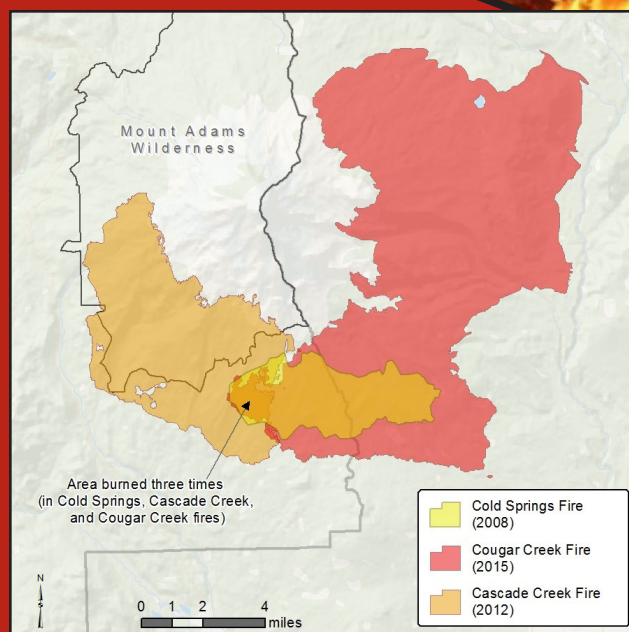 Mount Adams
Wilderness
Area burned three times
(in Cold Springs, Cascade Creek,
and Cougar Creek fires)
Cold Springs Fire
(2008)
Cougar Creek Fire
(2015)
Cascade Creek Fire
(2012)
N
0 1 2 4
miles